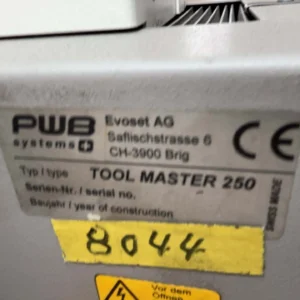 PWB Evoset AG
systems Saflischstrasse 6
CH-3900 Brig
CE
SWISS MADE
Typ / type TOOL MASTER 250
Serien-Nr. / serial no.
Baujahr / year of construction
8044
Vor dem
Öffnen